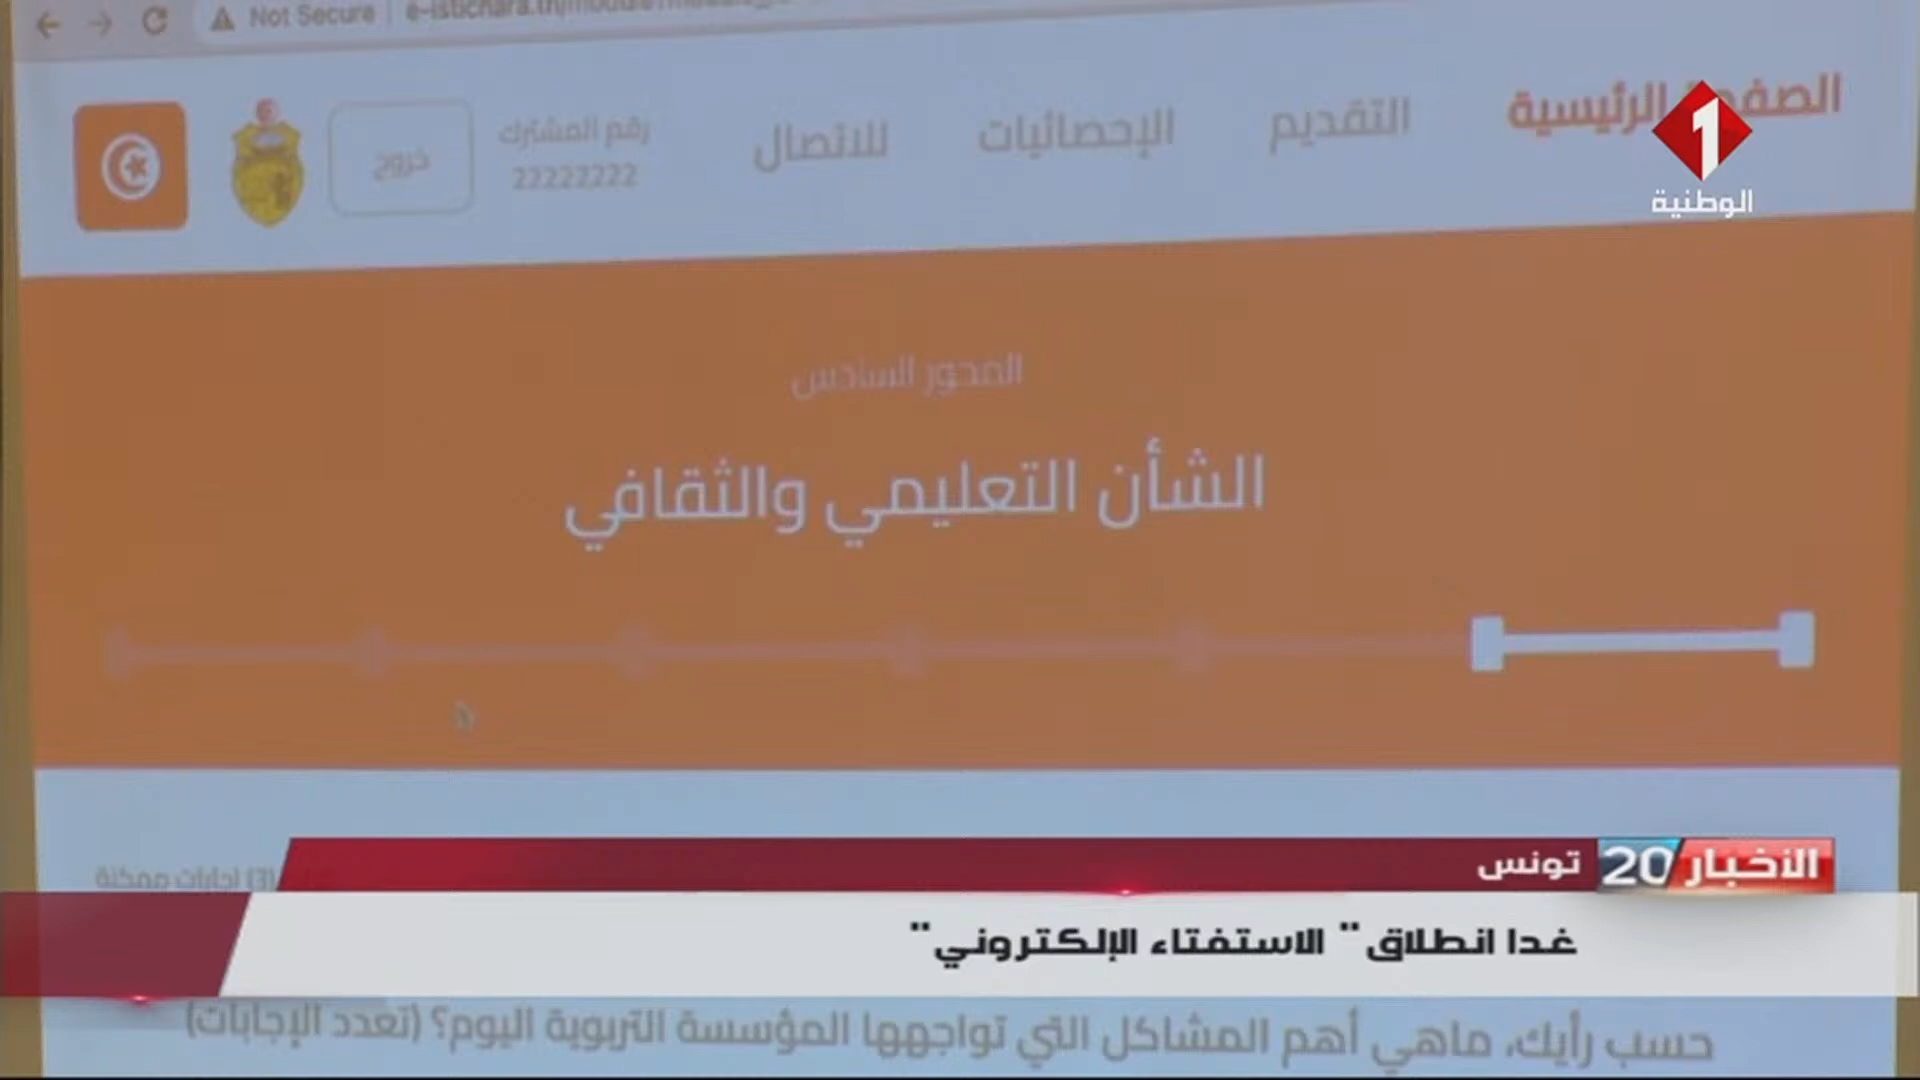 Not Secure
الصفحة الرئيسية
التقديم
الإحصائيات
للاتصال
رقم المشترك
22222222
خروج
1
الوطنية
المحور السادس
الشأن التعليمي والثقافي
(3) إجابات ممكنة
الأخبار 20 تونس
غدا انطلاق " الاستفتاء الإلكتروني"
حسب رأيك، ماهي أهم المشاكل التي تواجهها المؤسسة التربوية اليوم؟ (تعدد الإجابات)